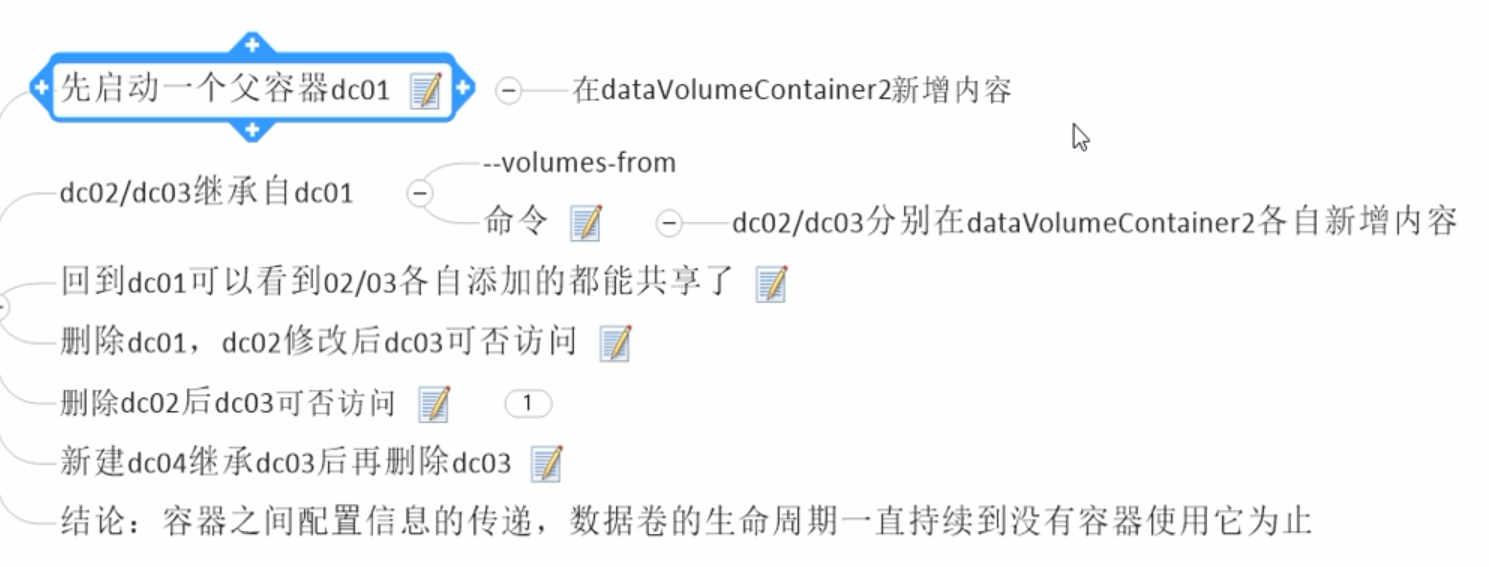 先启动一个父容器dc01
在dataVolumeContainer2新增内容
dc02/dc03继承自dc01
--volumes-from
命令
dc02/dc03分别在dataVolumeContainer2各自新增内容
回到dc01可以看到02/03各自添加的都能共享了
删除dc01，dc02修改后dc03可否访问
删除dc02后dc03可否访问
1
新建dc04继承dc03后再删除dc03
结论：容器之间配置信息的传递，数据卷的生命周期一直持续到没有容器使用它为止